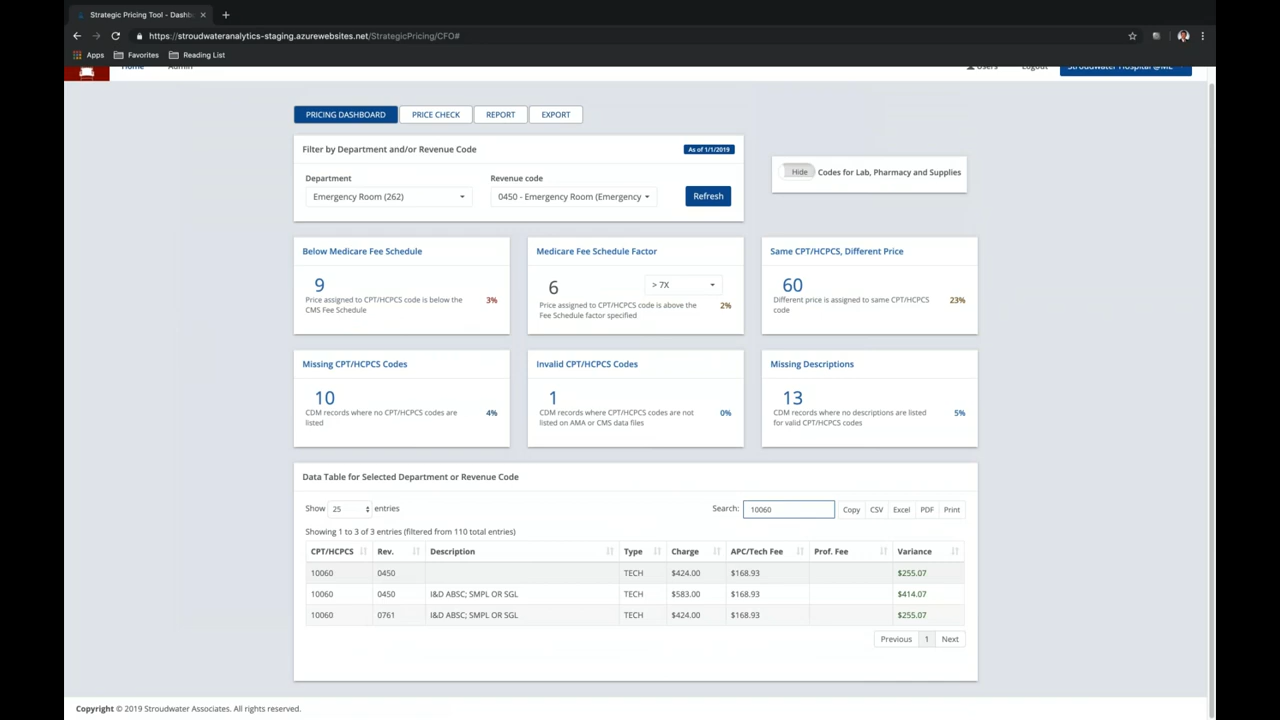 Strategic Pricing Tool - Dashb
https://stroudwateranalytics-staging.azurewebsites.net/StrategicPricing/CFO#
Apps Favorites Reading List
Home Admin Users Logout Stroudwater Hospital @ME
PRICING DASHBOARD PRICE CHECK REPORT EXPORT
Filter by Department and/or Revenue Code As of 1/1/2019
Hide Codes for Lab, Pharmacy and Supplies
Department Revenue code
Emergency Room (262) 0450 - Emergency Room (Emergency Refresh
Below Medicare Fee Schedule
9
Price assigned to CPT/HCPCS code is below the
CMS Fee Schedule
3%
Medicare Fee Schedule Factor
6 > 7X
Price assigned to CPT/HCPCS code is above the
Fee Schedule factor specified
2%
Same CPT/HCPCS, Different Price
60
Different price is assigned to same CPT/HCPCS
code
23%
Missing CPT/HCPCS Codes
10
CDM records where no CPT/HCPCS codes are
listed
4%
Invalid CPT/HCPCS Codes
1
CDM records where CPT/HCPCS codes are not
listed on AMA or CMS data files
0%
Missing Descriptions
13
CDM records where no descriptions are listed
for valid CPT/HCPCS codes
5%
Data Table for Selected Department or Revenue Code
Show 25 entries Search: 10060 Copy CSV Excel PDF Print
Showing 1 to 3 of 3 entries (filtered from 110 total entries)
CPT/HCPCS Rev. Description Type Charge APC/Tech Fee Prof. Fee Variance
10060 0450 TECH $424.00 $168.93 $255.07
10060 0450 I&D ABSC; SMPL OR SGL TECH $583.00 $168.93 $414.07
10060 0761 I&D ABSC; SMPL OR SGL TECH $424.00 $168.93 $255.07
Previous 1 Next
Copyright © 2019 Stroudwater Associates. All rights reserved.